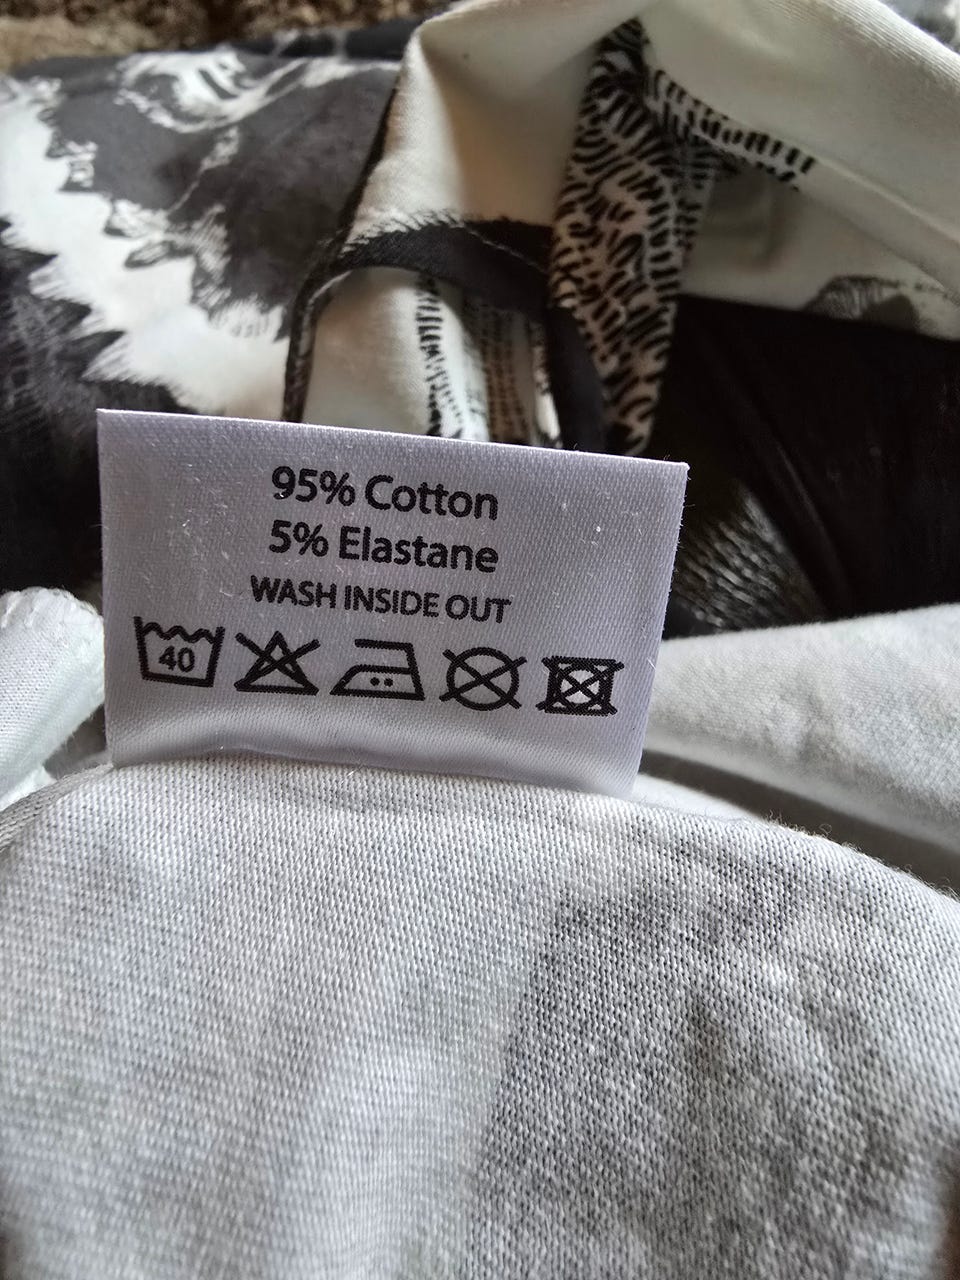 95% Cotton
5% Elastane
WASH INSIDE OUT
40